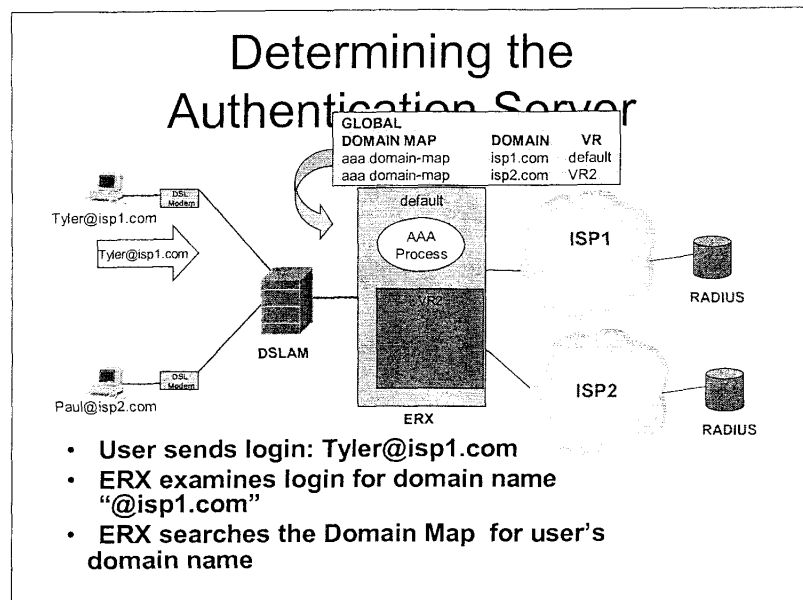 Determining the
Authentication Server
GLOBAL
DOMAIN MAP DOMAIN VR
aaa domain-map isp1.com default
aaa domain-map isp2.com VR2
default
DSL
Modem
Tyler@isp1.com
AAA
Process
ISP1
Tyler@isp1.com
RADIUS
VR2
DSLAM
DSL
Modem
ISP2
Paul@isp2.com
ERX
RADIUS
• User sends login: Tyler@isp1.com
• ERX examines login for domain name
“@isp1.com”
• ERX searches the Domain Map for user's
domain name